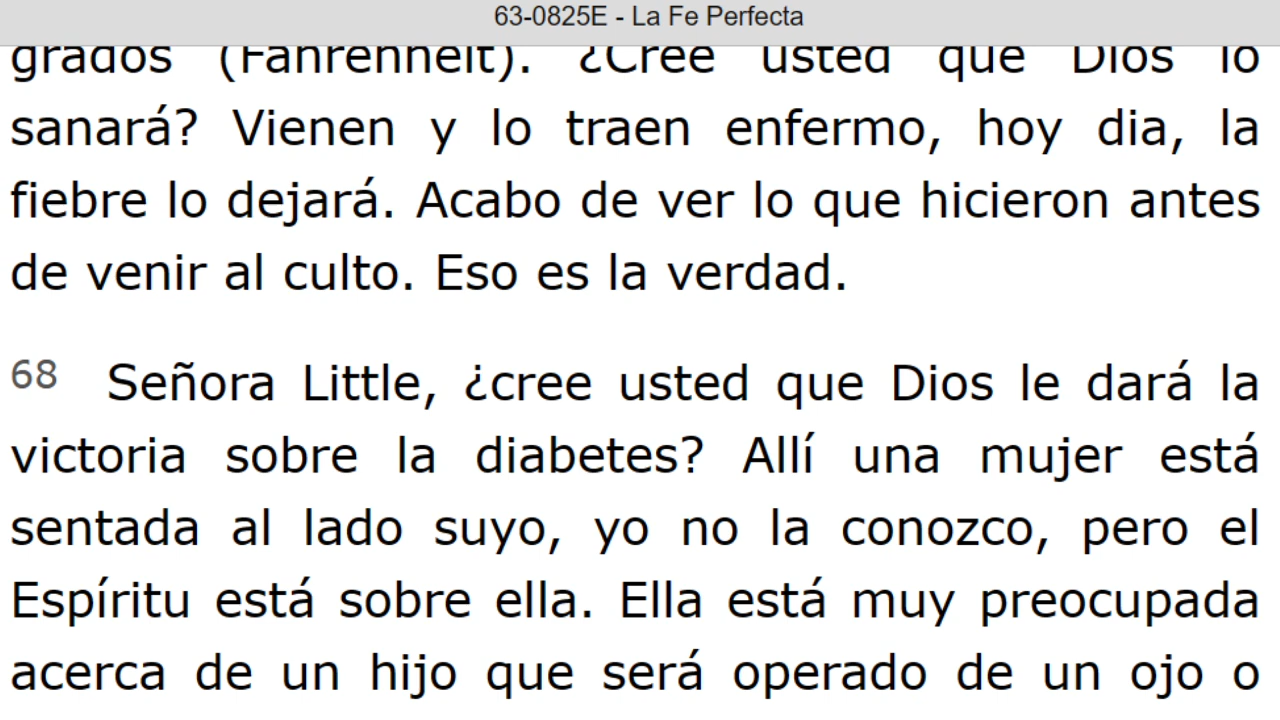 63-0825E - La Fe Perfecta
grados (Fahrenheit). ¿Cree usted que Dios lo
sanará? Vienen y lo traen enfermo, hoy dia, la
fiebre lo dejará. Acabo de ver lo que hicieron antes
de venir al culto. Eso es la verdad.
68 Señora Little, ¿cree usted que Dios le dará la
victoria sobre la diabetes? Allí una mujer está
sentada al lado suyo, yo no la conozco, pero el
Espíritu está sobre ella. Ella está muy preocupada
acerca de un hijo que será operado de un ojo o